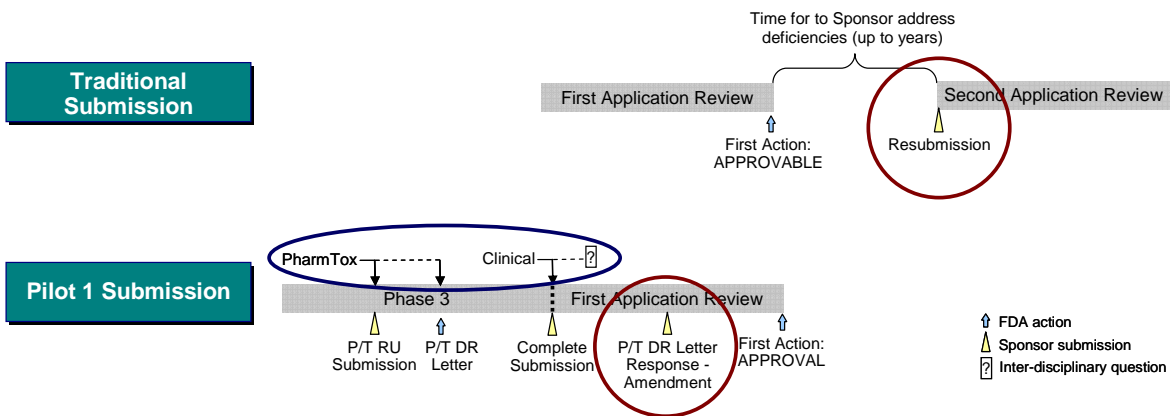 Time for to Sponsor address
deficiencies (up to years)
Traditional
Submission
First Application Review
Second Application Review
First Action:
APPROVABLE
Resubmission
PharmTox
Clinical
?
Pilot 1 Submission
Phase 3
First Application Review
P/T RU
Submission
P/T DR
Letter
Complete
Submission
P/T DR Letter
Response -
Amendment
First Action:
APPROVAL
FDA action
Sponsor submission
? Inter-disciplinary question